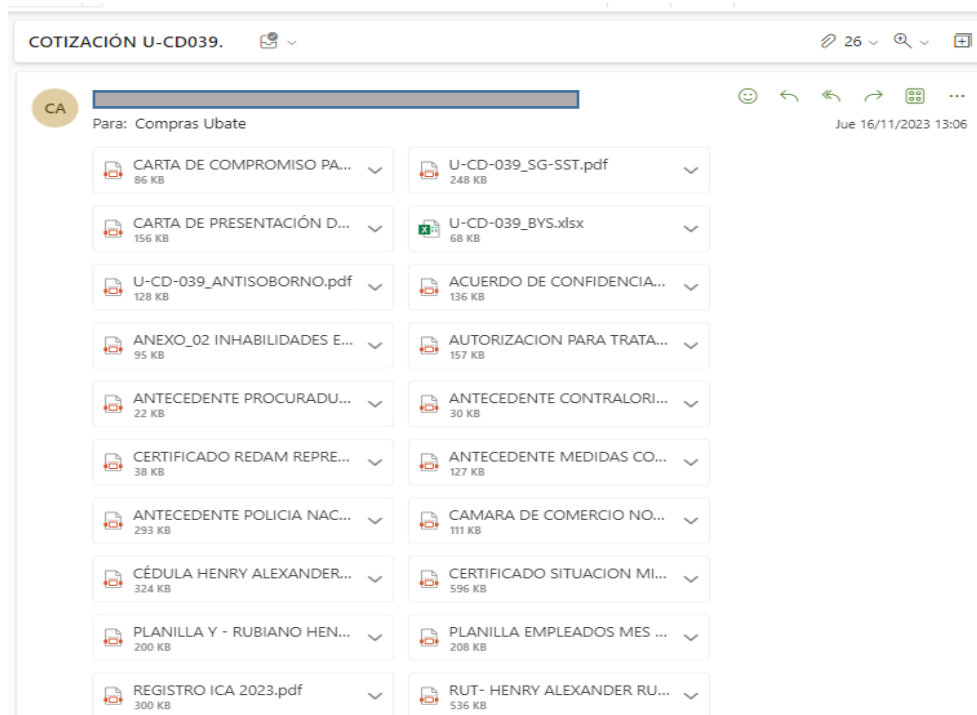 COTIZACIÓN U-CD039.
26
CA
Para: Compras Ubate
Jue 16/11/2023 13:06
CARTA DE COMPROMISO PA...
86 KB
U-CD-039_SG-SST.pdf
248 KB
CARTA DE PRESENTACIÓN D...
156 KB
U-CD-039_BYS.xlsx
68 KB
U-CD-039_ANTISOBORNO.pdf
128 KB
ACUERDO DE CONFIDENCIA...
136 KB
ANEXO_02 INHABILIDADES E...
95 KB
AUTORIZACION PARA TRATA...
157 KB
ANTECEDENTE PROCURADU...
22 KB
ANTECEDENTE CONTRALORI...
30 KB
CERTIFICADO REDAM REPRE...
38 KB
ANTECEDENTE MEDIDAS CO...
127 KB
ANTECEDENTE POLICIA NAC...
293 KB
CAMARA DE COMERCIO NO...
111 KB
CÉDULA HENRY ALEXANDER...
324 KB
CERTIFICADO SITUACION MI...
596 KB
PLANILLA Y - RUBIANO HEN...
200 KB
PLANILLA EMPLEADOS MES ...
208 KB
REGISTRO ICA 2023.pdf
300 KB
RUT- HENRY ALEXANDER RU...
536 KB